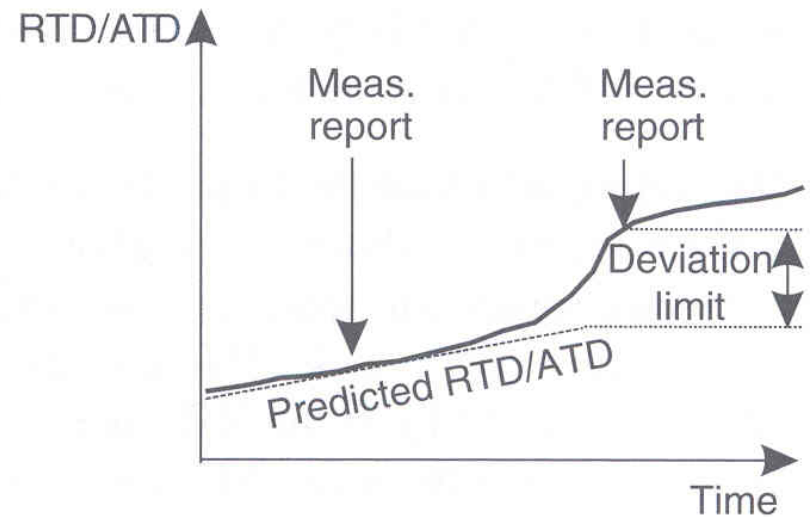 RTD/ATD
Meas.
report
Meas.
report
Deviation
limit
Predicted RTD/ATD
Time